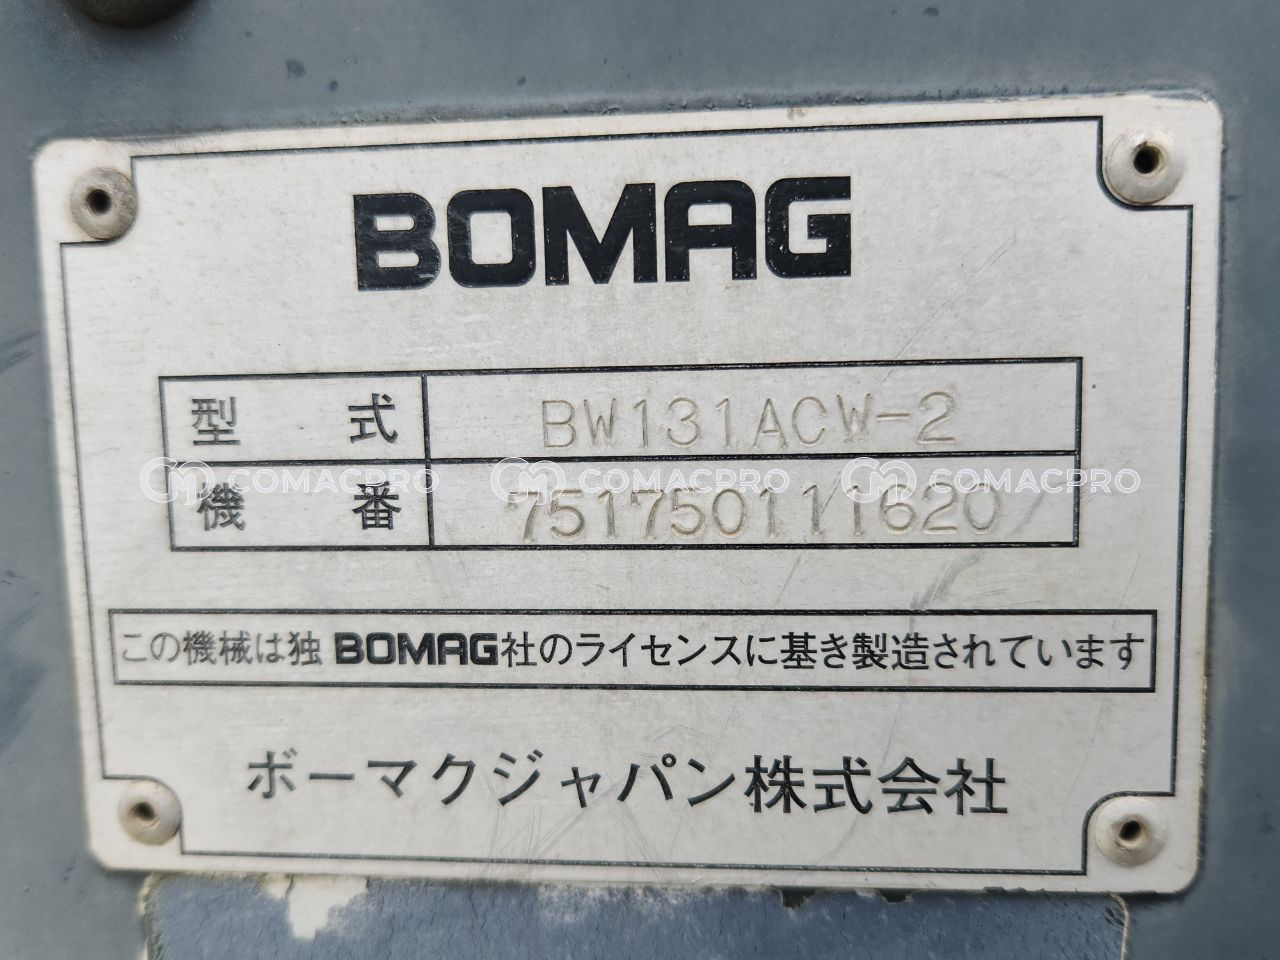 BOMAG
型式 BW131ACW-2
機番 751750111620
COMACPRO COMACPRO COMACPRO
この機械は独BOMAG社のライセンスに基き製造されています
ボーマクジャパン株式会社